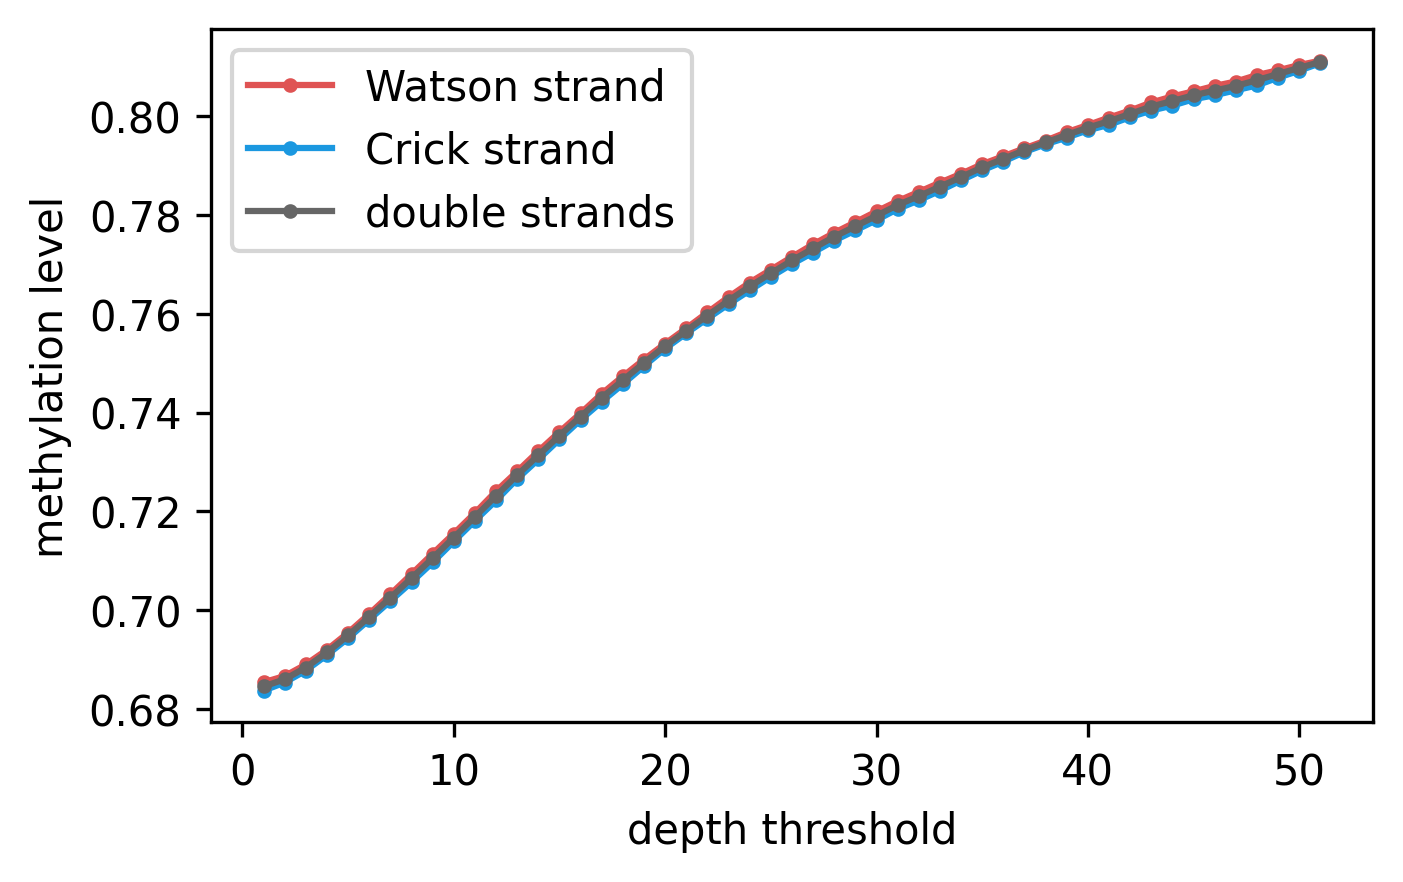 Watson strand
Crick strand
double strands
methylation level
0.80
0.78
0.76
0.74
0.72
0.70
0.68
0 10 20 30 40 50
depth threshold